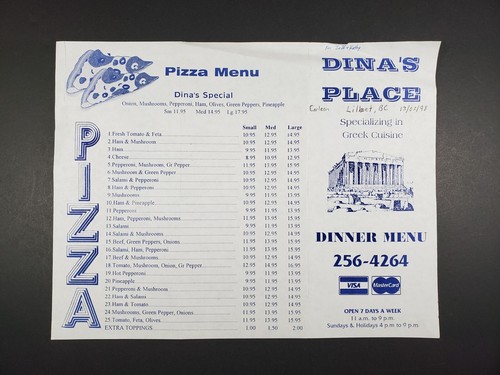 Pizza Menu
Dina's Special
Onion, Mushrooms, Pepperoni, Ham, Olives, Green Peppers, Pineapple
Sm 11.95 Med 14.95 Lg 17.95
PIZZA
Small Med Large
1. Fresh Tomato & Feta 10.95 12.95 14.95
2. Ham & Mushroom 10.95 12.95 14.95
3. Ham 9.95 11.95 13.95
4. Cheese 8.95 10.95 12.95
5. Pepperoni, Mushroom, Gr Pepper 11.95 13.95 15.95
6. Mushroom & Green Pepper 10.95 12.95 14.95
7. Salami & Pepperoni 10.95 12.95 14.95
8. Ham & Pepperoni 10.95 12.95 14.95
9. Mushrooms 9.95 11.95 13.95
10. Ham & Pineapple 10.95 12.95 14.95
11. Pepperoni 9.95 11.95 13.95
12. Ham, Pepperoni, Mushrooms 11.95 13.95 15.95
13. Salami 9.95 11.95 13.95
14. Salami & Mushrooms 10.95 12.95 14.95
15. Beef, Green Peppers, Onions 11.95 13.95 15.95
16. Salami, Ham, Pepperoni 11.95 13.95 15.95
17. Beef & Mushrooms 10.95 12.95 14.95
18. Tomato, Mushroom, Onion, Gr Pepper 12.95 14.95 16.95
19. Hot Pepperoni 9.95 11.95 13.95
20. Pineapple 9.95 11.95 13.95
21. Pepperoni & Mushroom 10.95 12.95 14.95
22. Ham & Salami 10.95 12.95 14.95
23. Ham & Tomato 10.95 12.95 14.95
24. Mushrooms, Green Pepper, Onions 11.95 13.95 15.95
25. Tomato, Feta, Olives 11.95 13.95 15.95
EXTRA TOPPINGS 1.00 1.50 2.00
DINA'S
PLACE
Lillooet, BC
Specializing in
Greek Cuisine
DINNER MENU
256-4264
VISA MasterCard
OPEN 7 DAYS A WEEK
11 a.m. to 9 p.m.
Sundays & Holidays 4 p.m to 9 p.m